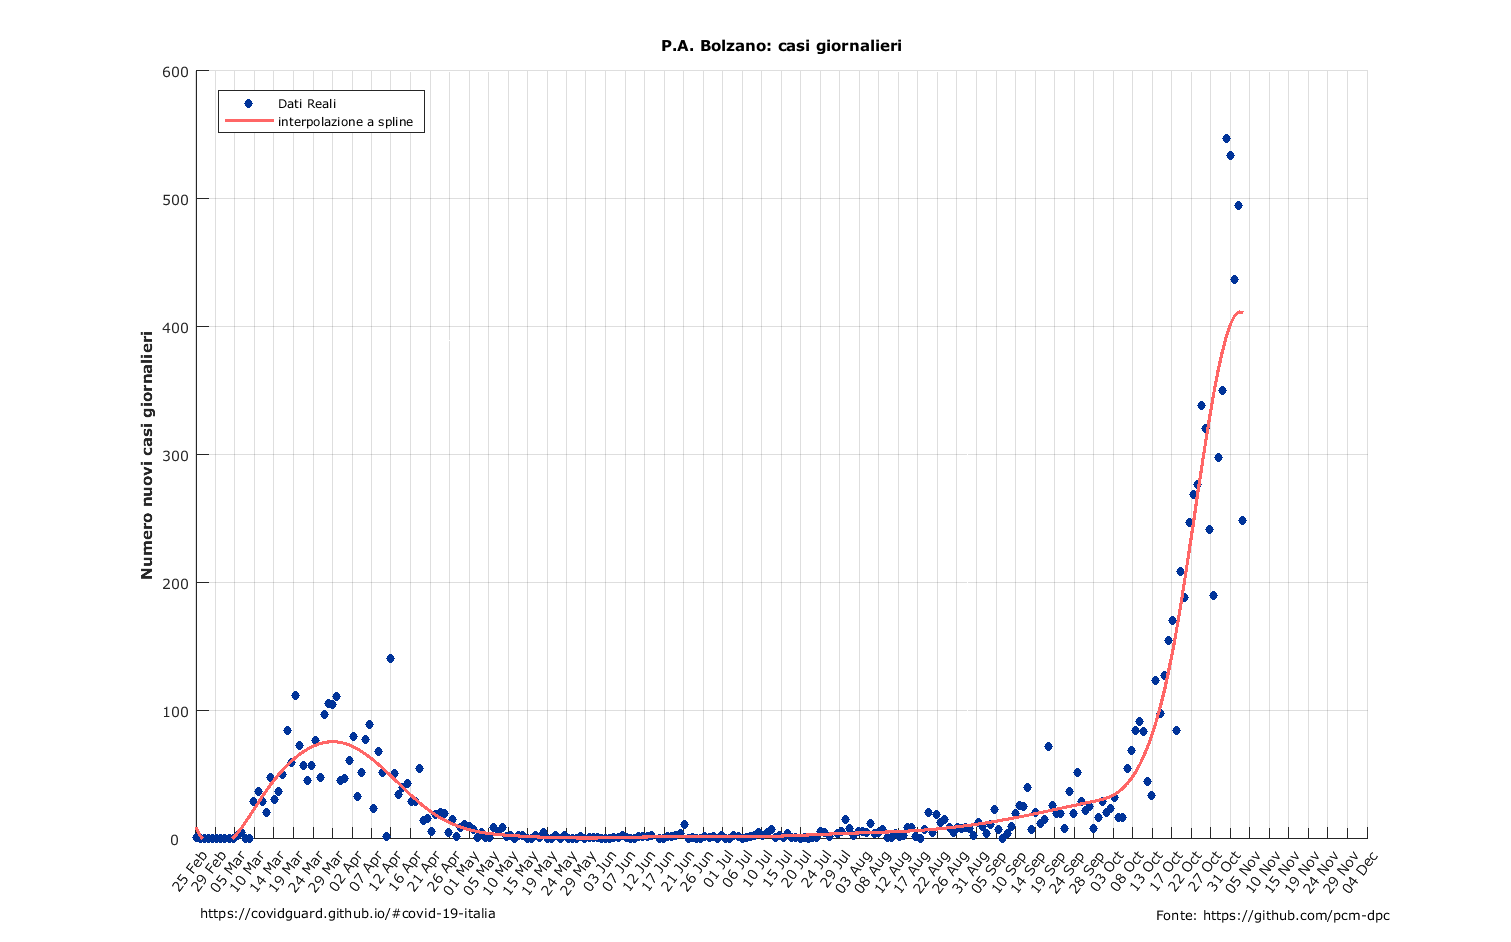 P.A. Bolzano: casi giornalieri
600
500
400
300
200
100
0
Numero nuovi casi giornalieri
Dati Reali
interpolazione a spline
25 Feb
29 Feb
05 Mar
10 Mar
14 Mar
19 Mar
24 Mar
29 Mar
02 Apr
07 Apr
12 Apr
16 Apr
21 Apr
26 Apr
01 May
05 May
10 May
15 May
19 May
24 May
29 May
03 Jun
07 Jun
12 Jun
17 Jun
21 Jun
26 Jun
01 Jul
06 Jul
10 Jul
15 Jul
20 Jul
24 Jul
29 Jul
03 Aug
08 Aug
12 Aug
17 Aug
22 Aug
26 Aug
31 Aug
05 Sep
10 Sep
14 Sep
19 Sep
24 Sep
28 Sep
03 Oct
08 Oct
13 Oct
17 Oct
22 Oct
27 Oct
31 Oct
05 Nov
10 Nov
15 Nov
19 Nov
24 Nov
29 Nov
04 Dec
https://covidguard.github.io/#covid-19-italia
Fonte: https://github.com/pcm-dpc